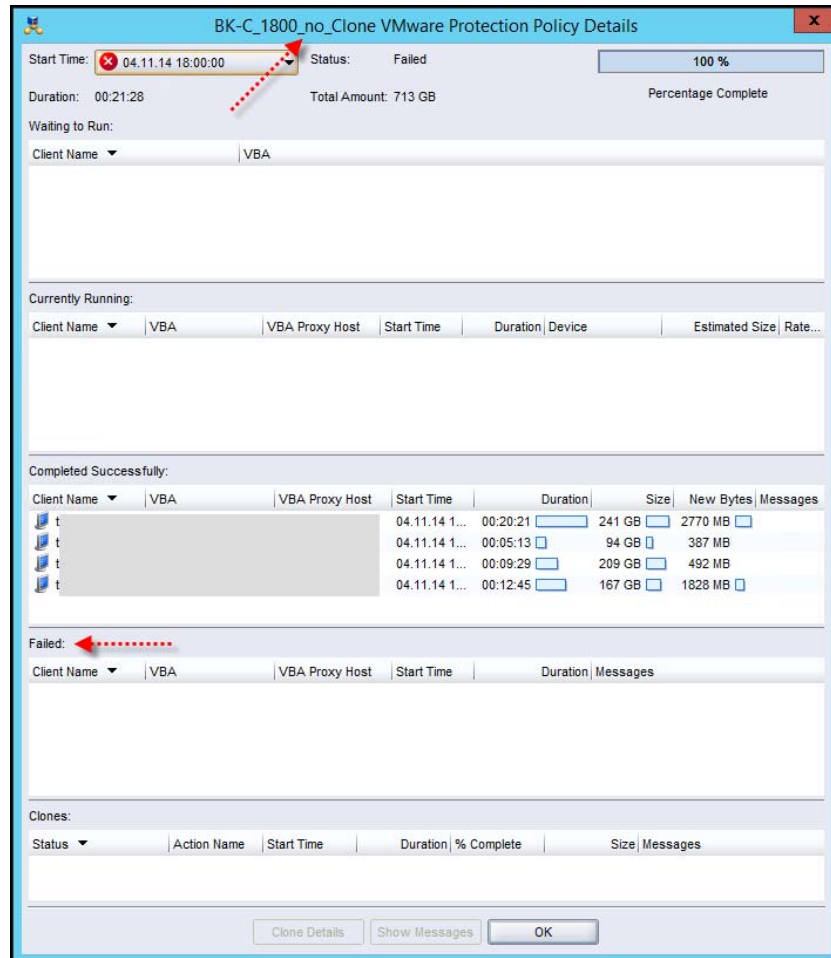 BK-C_1800_no_Clone VMware Protection Policy Details
x
Start Time: 04.11.14 18:00:00 Status: Failed 100 %
Duration: 00:21:28 Total Amount: 713 GB Percentage Complete
Waiting to Run:
Client Name VBA
Currently Running:
Client Name VBA VBA Proxy Host Start Time Duration Device Estimated Size Rate...
Completed Successfully:
Client Name VBA VBA Proxy Host Start Time Duration Size New Bytes Messages
t 04.11.14 1... 00:20:21 241 GB 2770 MB
t 04.11.14 1... 00:05:13 94 GB 387 MB
t 04.11.14 1... 00:09:29 209 GB 492 MB
t 04.11.14 1... 00:12:45 167 GB 1828 MB
Failed:
Client Name VBA VBA Proxy Host Start Time Duration Messages
Clones:
Status Action Name Start Time Duration % Complete Size Messages
Clone Details Show Messages OK